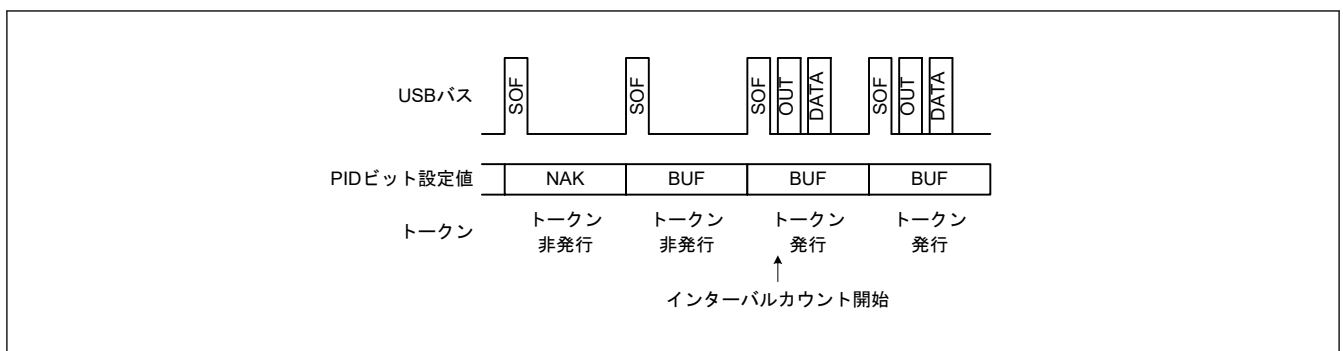 USBバス
SOF
SOF
SOF
OUT
DATA
SOF
OUT
DATA
PIDビット設定値
NAK
BUF
BUF
BUF
トークン
トークン
非発行
トークン
非発行
トークン
発行
トークン
発行
インターバルカウント開始